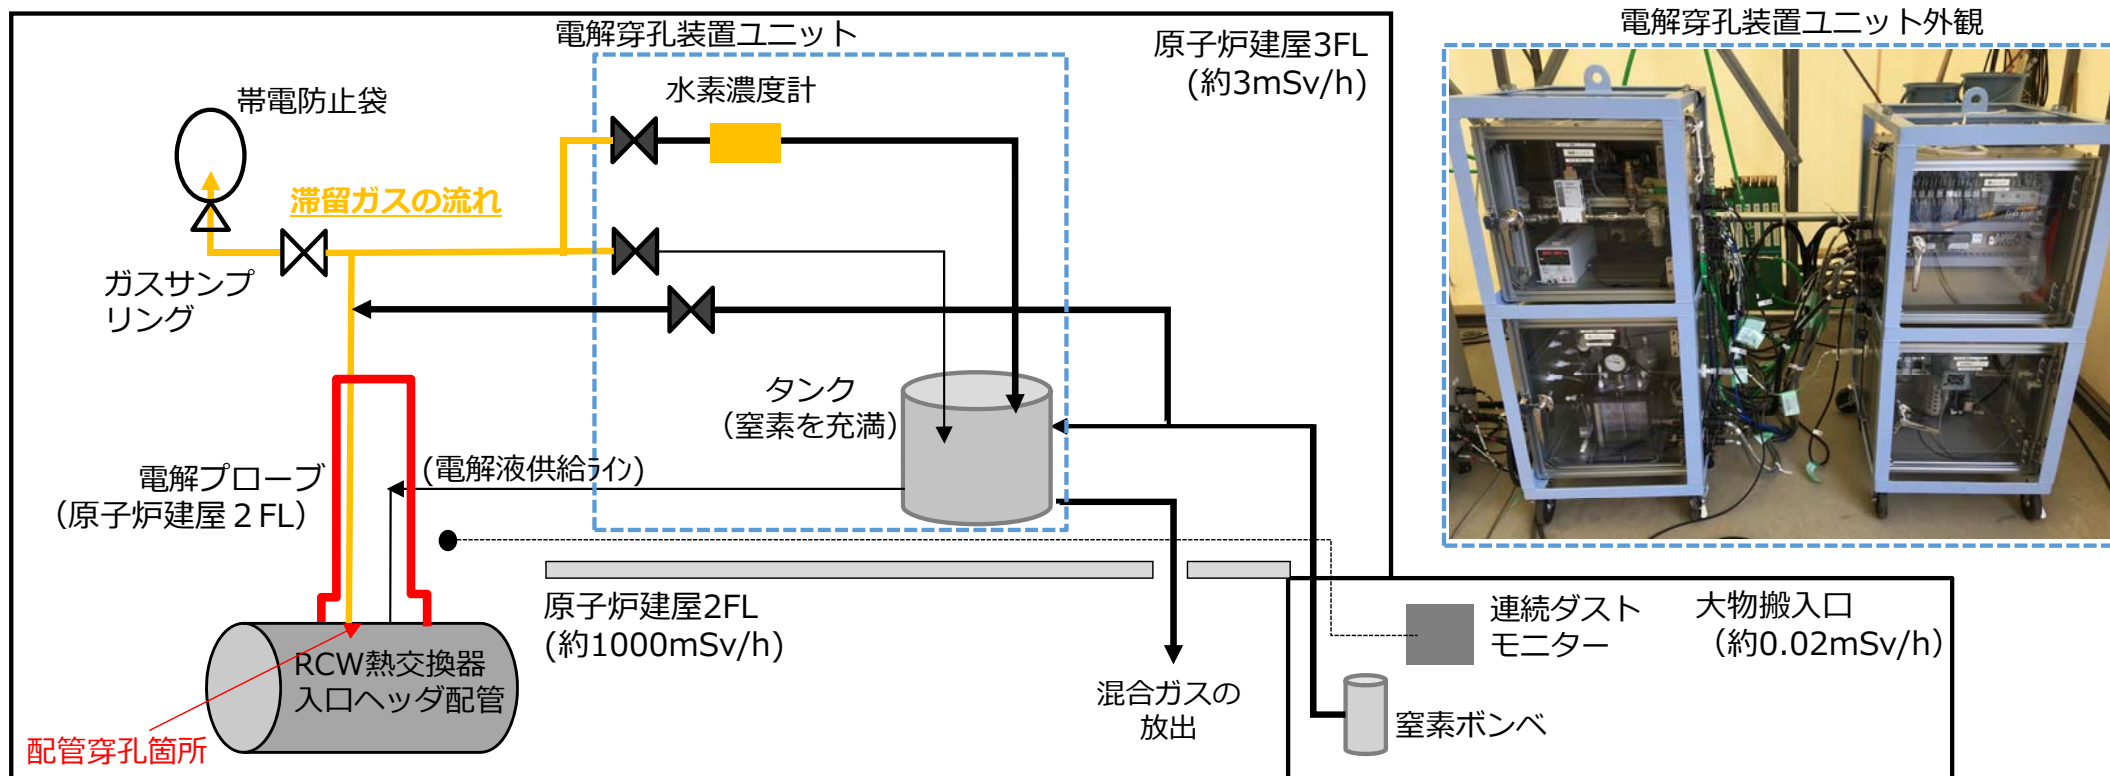 電解穿孔装置ユニット
原子炉建屋3FL
(約3mSv/h)
電解穿孔装置ユニット外観
帯電防止袋
水素濃度計
滞留ガスの流れ
ガスサンプ
リング
タンク
（窒素を充満）
電解プローブ
（原子炉建屋２FL）
(電解液供給ﾗｲﾝ)
原子炉建屋2FL
(約1000mSv/h)
連続ダスト
モニター
大物搬入口
（約0.02mSv/h）
RCW熱交換器
入口ヘッダ配管
混合ガスの
放出
窒素ボンベ
配管穿孔箇所